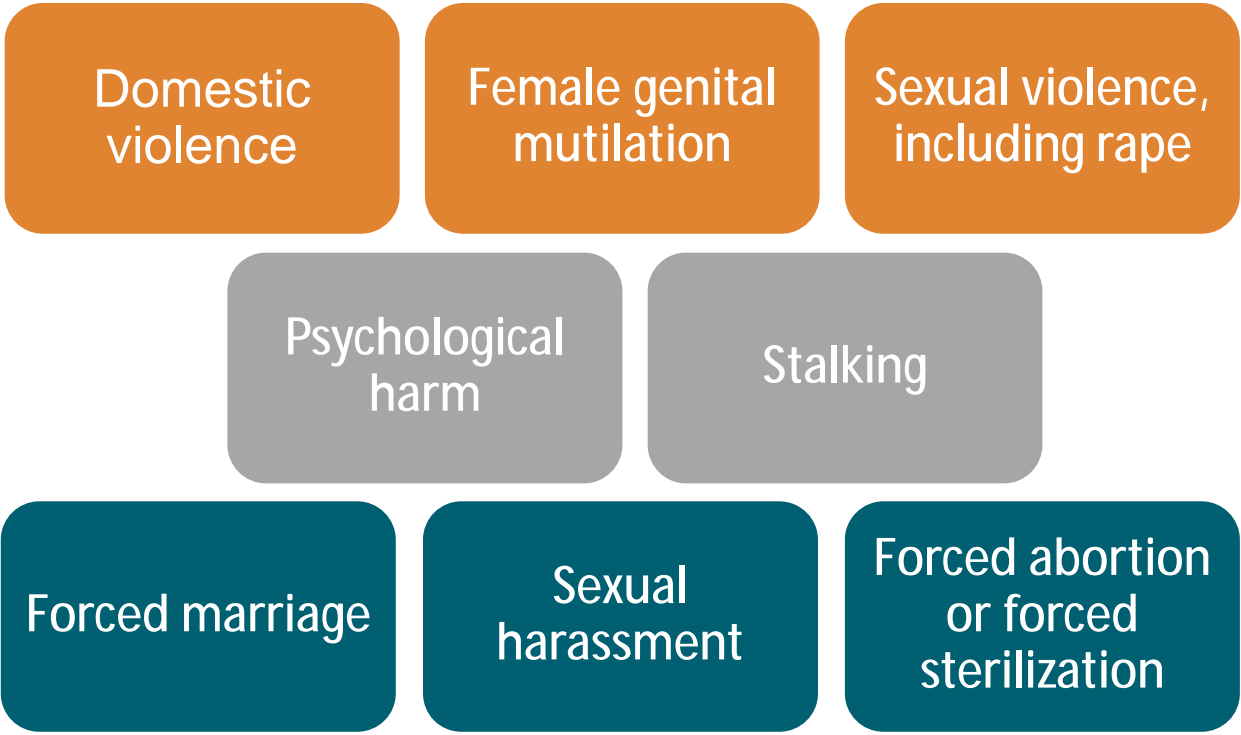 Domestic
violence
Female genital
mutilation
Sexual violence,
including rape
Psychological
harm
Stalking
Forced marriage
Sexual
harassment
Forced abortion
or forced
sterilization